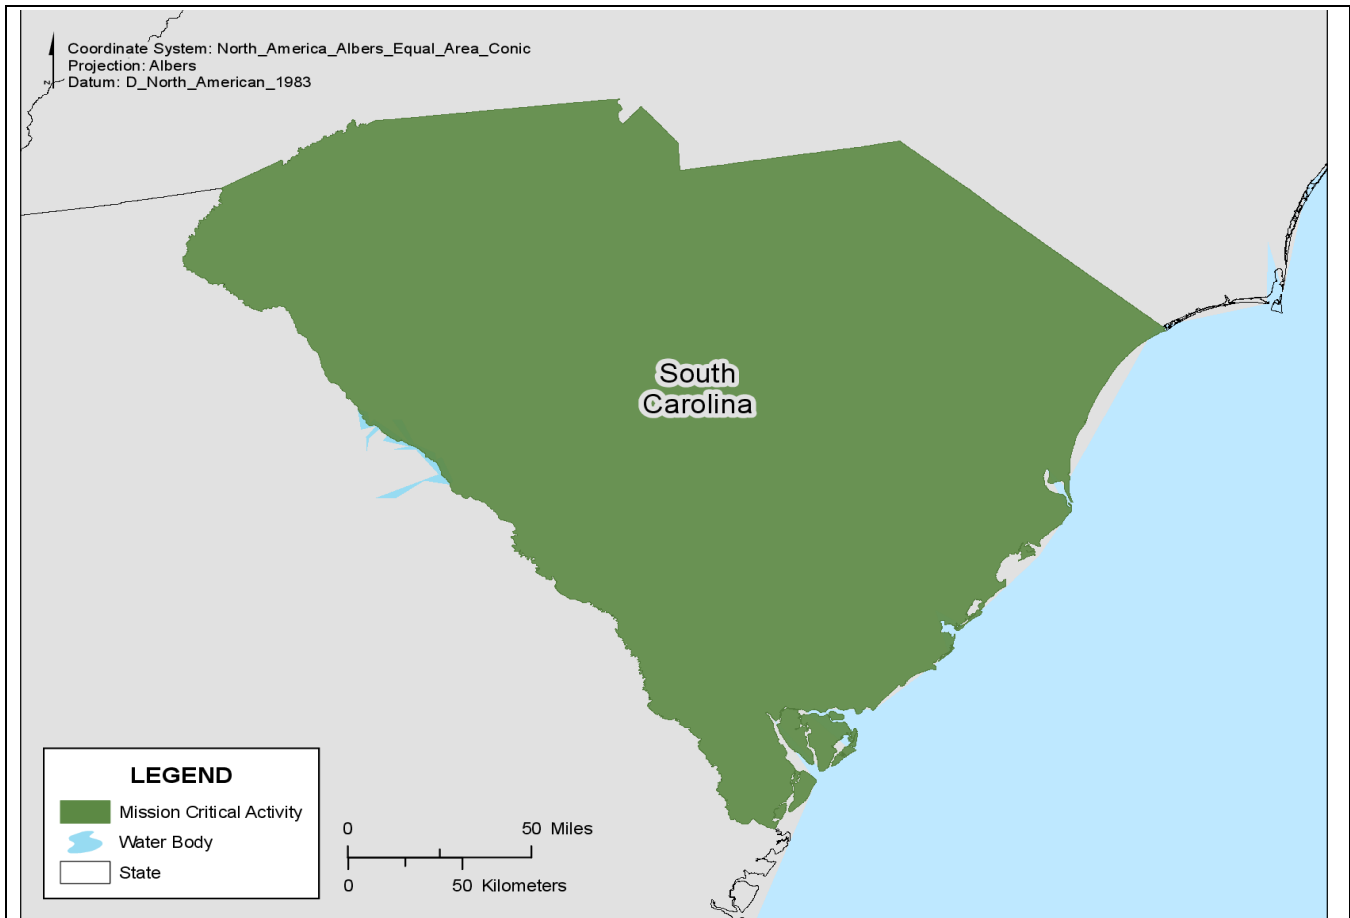 Coordinate System: North_America_Albers_Equal_Area_Conic
Projection: Albers
Datum: D_North_American_1983
N
South
Carolina
LEGEND
Mission Critical Activity
Water Body
State
0 50 Miles
0 50 Kilometers